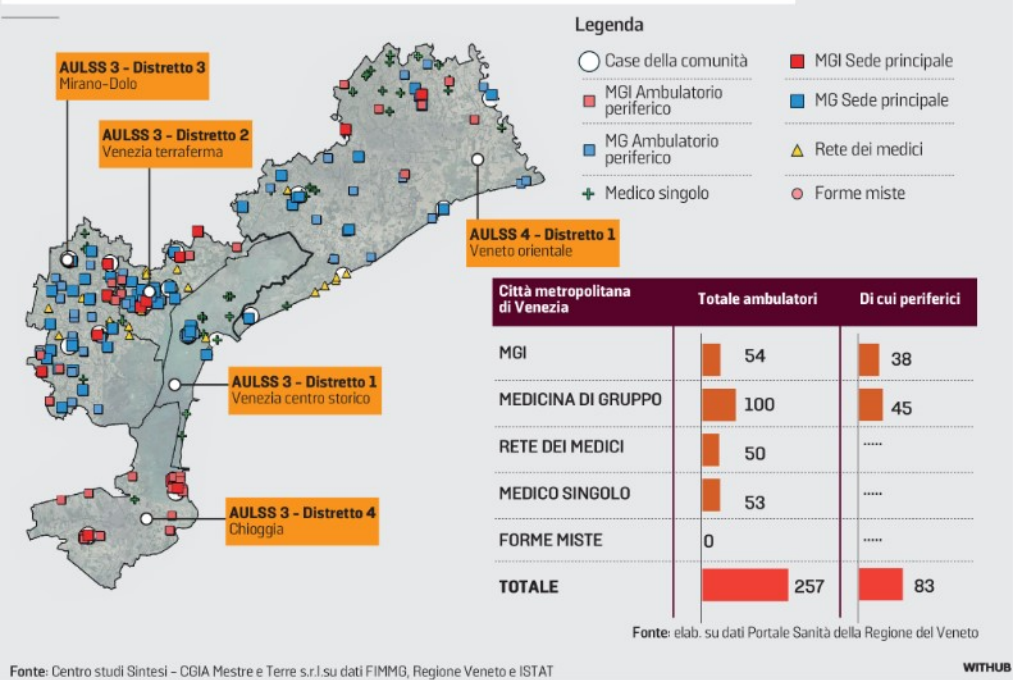 Legenda
Case della comunità
MGI Sede principale
MGI Ambulatorio
periferico
MG Sede principale
MG Ambulatorio
periferico
Rete dei medici
Medico singolo
Forme miste
AULSS 3 - Distretto 3
Mirano-Dolo
AULSS 3 - Distretto 2
Venezia terraferma
AULSS 4 - Distretto 1
Veneto orientale
AULSS 3 - Distretto 1
Venezia centro storico
AULSS 3 - Distretto 4
Chioggia
Città metropolitana
di Venezia
Totale ambulatori
Di cui periferici
MGI 54 38
MEDICINA DI GRUPPO 100 45
RETE DEI MEDICI 50 .....
MEDICO SINGOLO 53 .....
FORME MISTE 0 .....
TOTALE 257 83
Fonte: elab. su dati Portale Sanità della Regione del Veneto
Fonte: Centro studi Sintesi - CGIA Mestre e Terre s.r.l.su dati FIMMG, Regione Veneto e ISTAT
WITHUB